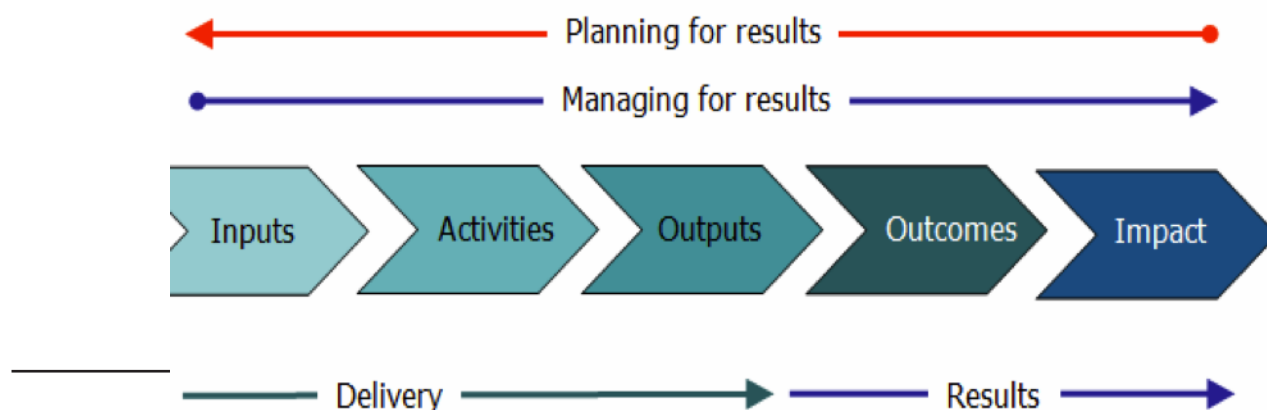 Planning for results
Managing for results
Inputs Activities Outputs Outcomes Impact
Delivery Results